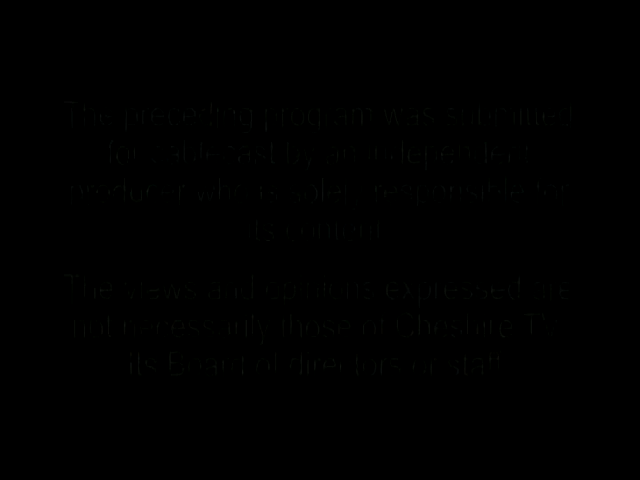 The preceding program was submitted
for cablecast by an independent
producer who is solely responsible for
its content.
The views and opinions expressed are
not necessarily those of Cheshire TV,
its Board of directors or staff.